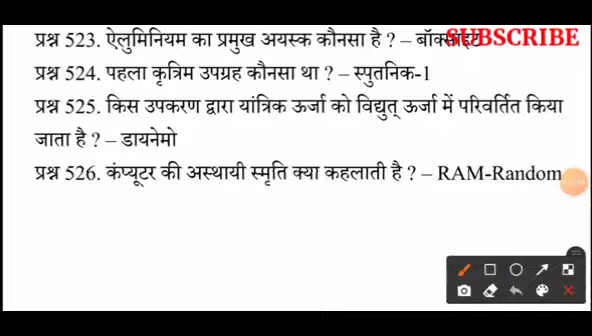 प्रश्न 523. ऐलुमिनियम का प्रमुख अयस्क कौनसा है ? – बॉक्साइट
SUBSCRIBE
प्रश्न 524. पहला कृत्रिम उपग्रह कौनसा था ? – स्पुतनिक-1
प्रश्न 525. किस उपकरण द्वारा यांत्रिक ऊर्जा को विद्युत् ऊर्जा में परिवर्तित किया
जाता है ? – डायनेमो
प्रश्न 526. कंप्यूटर की अस्थायी स्मृति क्या कहलाती है ? – RAM-Random